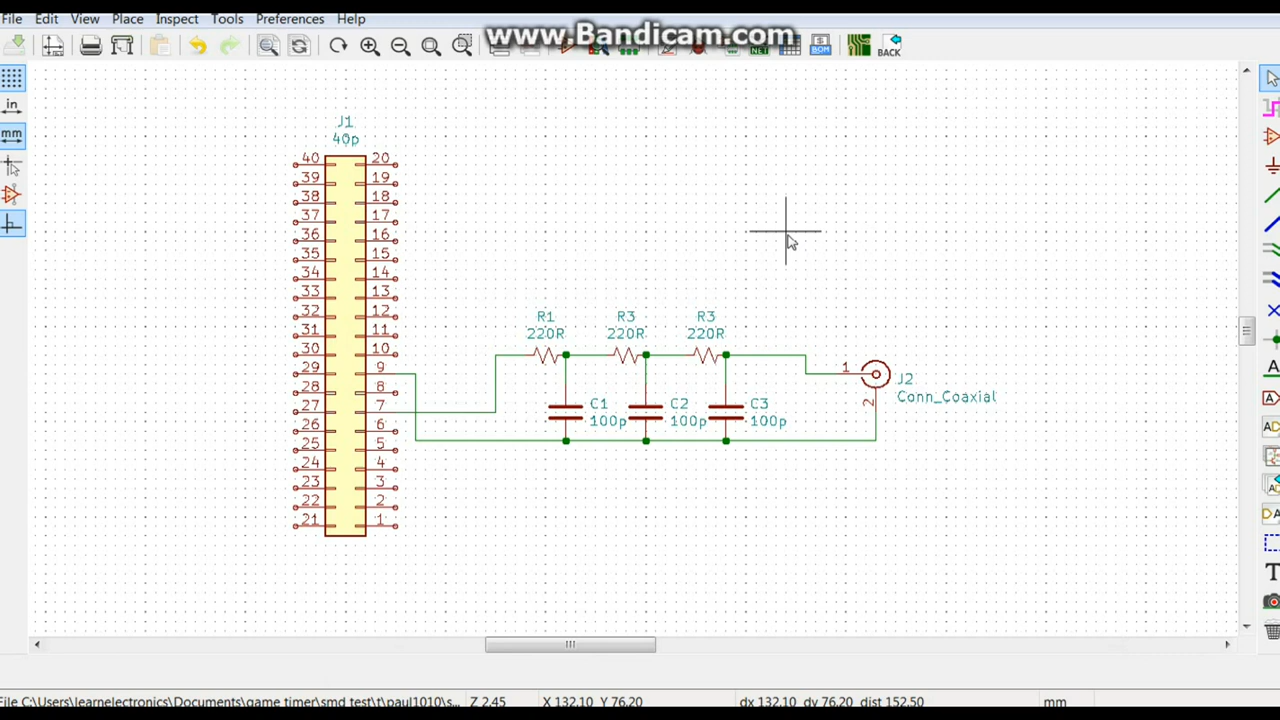 www.Bandicam.com
File Edit View Place Inspect Tools Preferences Help
NET
BOM
BACK
in
mm
J1
40p
40 20
39 19
38 18
37 17
36 16
35 15
34 14
33 13
32 12
31 11
30 10
29 9
28 8
27 7
26 6
25 5
24 4
23 3
22 2
21 1
R1 R3 R3
220R 220R 220R
C1 C2 C3
100p 100p 100p
1
2
J2
Conn_Coaxial
A
A
T
File C:\Users\learnelectronics\Documents\game timer\smd test\t\paul1010\s... Z 2.45 X 132.10 Y 76.20 dx 132.10 dy 76.20 dist 152.50 mm